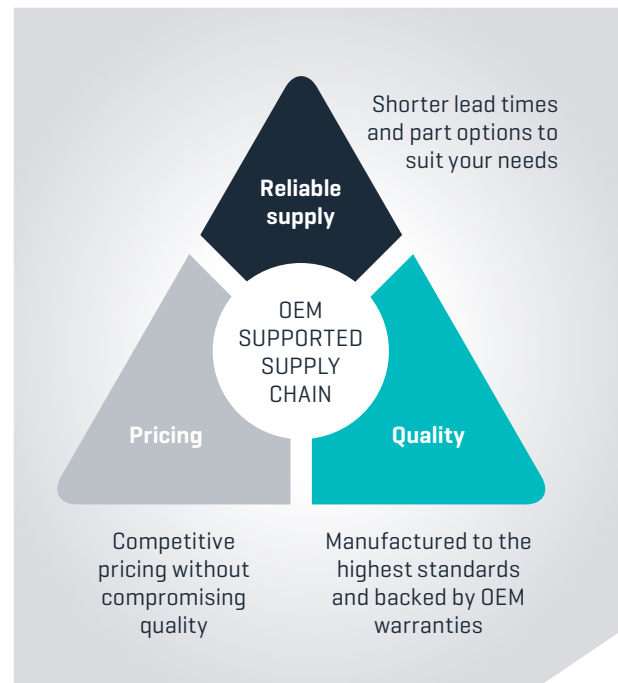 Shorter lead times
and part options to
suit your needs
Reliable
supply
OEM
SUPPORTED
SUPPLY
CHAIN
Pricing
Quality
Competitive
pricing without
compromising
quality
Manufactured to the
highest standards
and backed by OEM
warranties